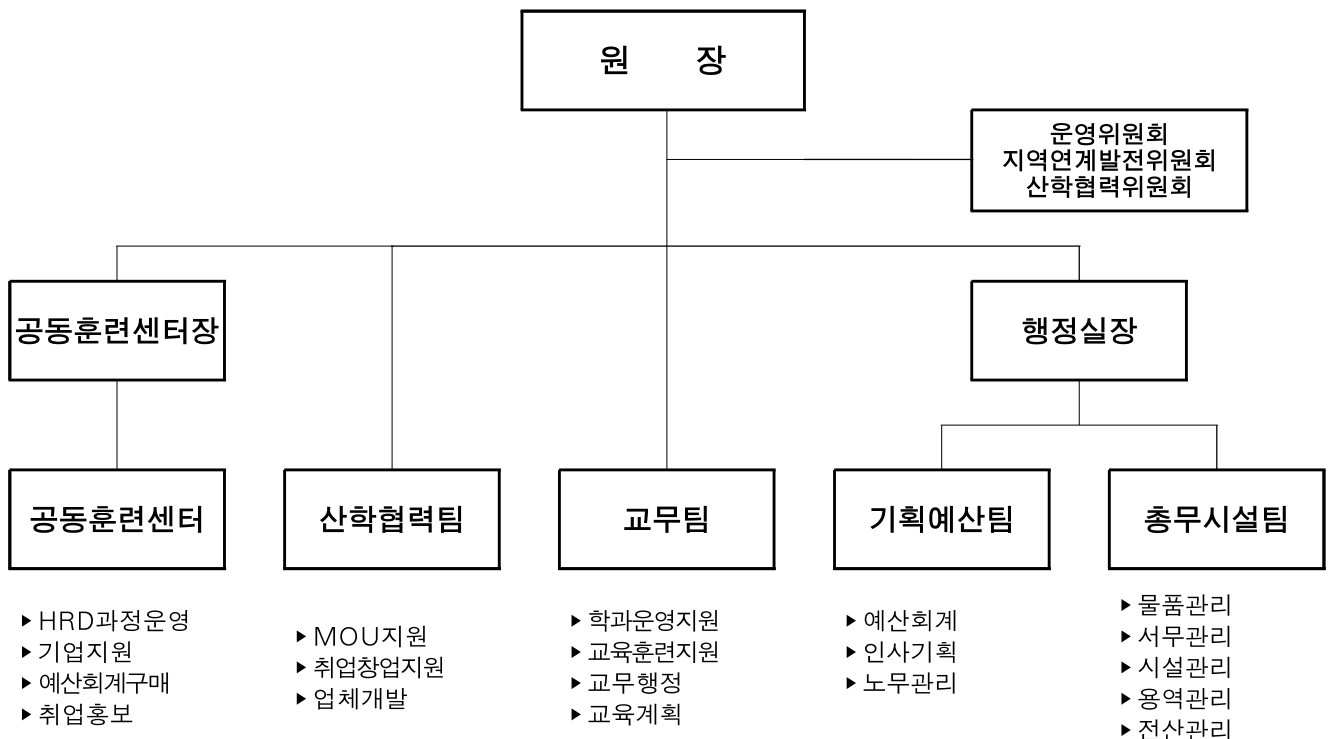 원 장
운영위원회
지역연계발전위원회
산학협력위원회
공동훈련센터장
행정실장
공동훈련센터
산학협력팀
교무팀
기획예산팀
총무시설팀
▶ HRD과정운영
▶ 기업지원
▶ 예산회계구매
▶ 취업홍보
▶ MOU지원
▶ 취업창업지원
▶ 업체개발
▶ 학과운영지원
▶ 교육훈련지원
▶ 교무행정
▶ 교육계획
▶ 예산회계
▶ 인사기획
▶ 노무관리
▶ 물품관리
▶ 서무관리
▶ 시설관리
▶ 용역관리
▶ 전산관리